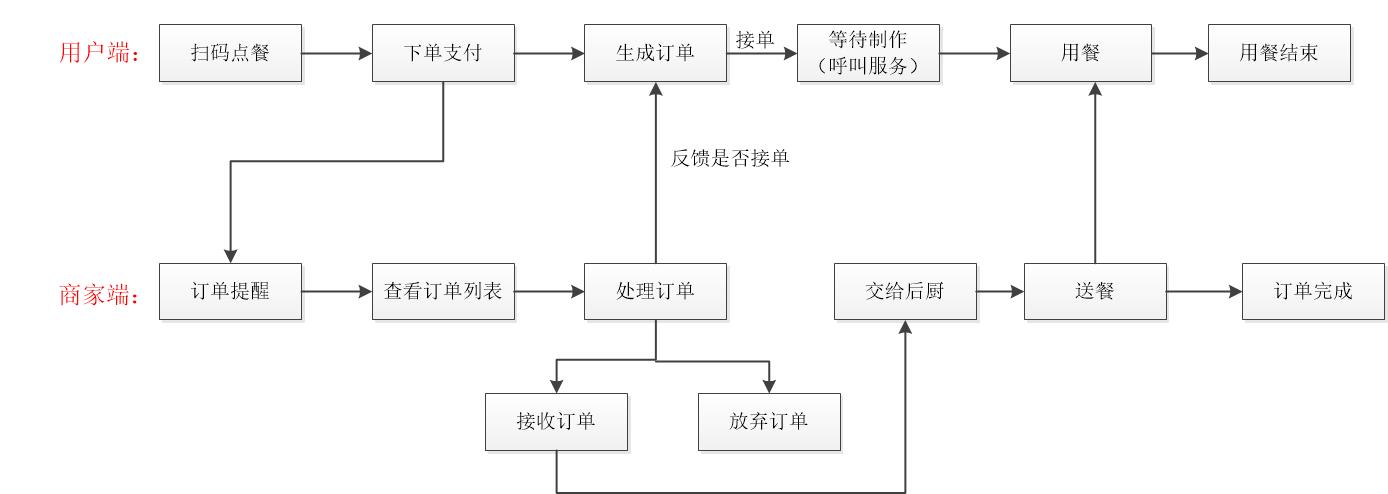 用户端：
扫码点餐
下单支付
生成订单
接单
等待制作
（呼叫服务）
用餐
用餐结束
反馈是否接单
商家端：
订单提醒
查看订单列表
处理订单
交给后厨
送餐
订单完成
接收订单
放弃订单